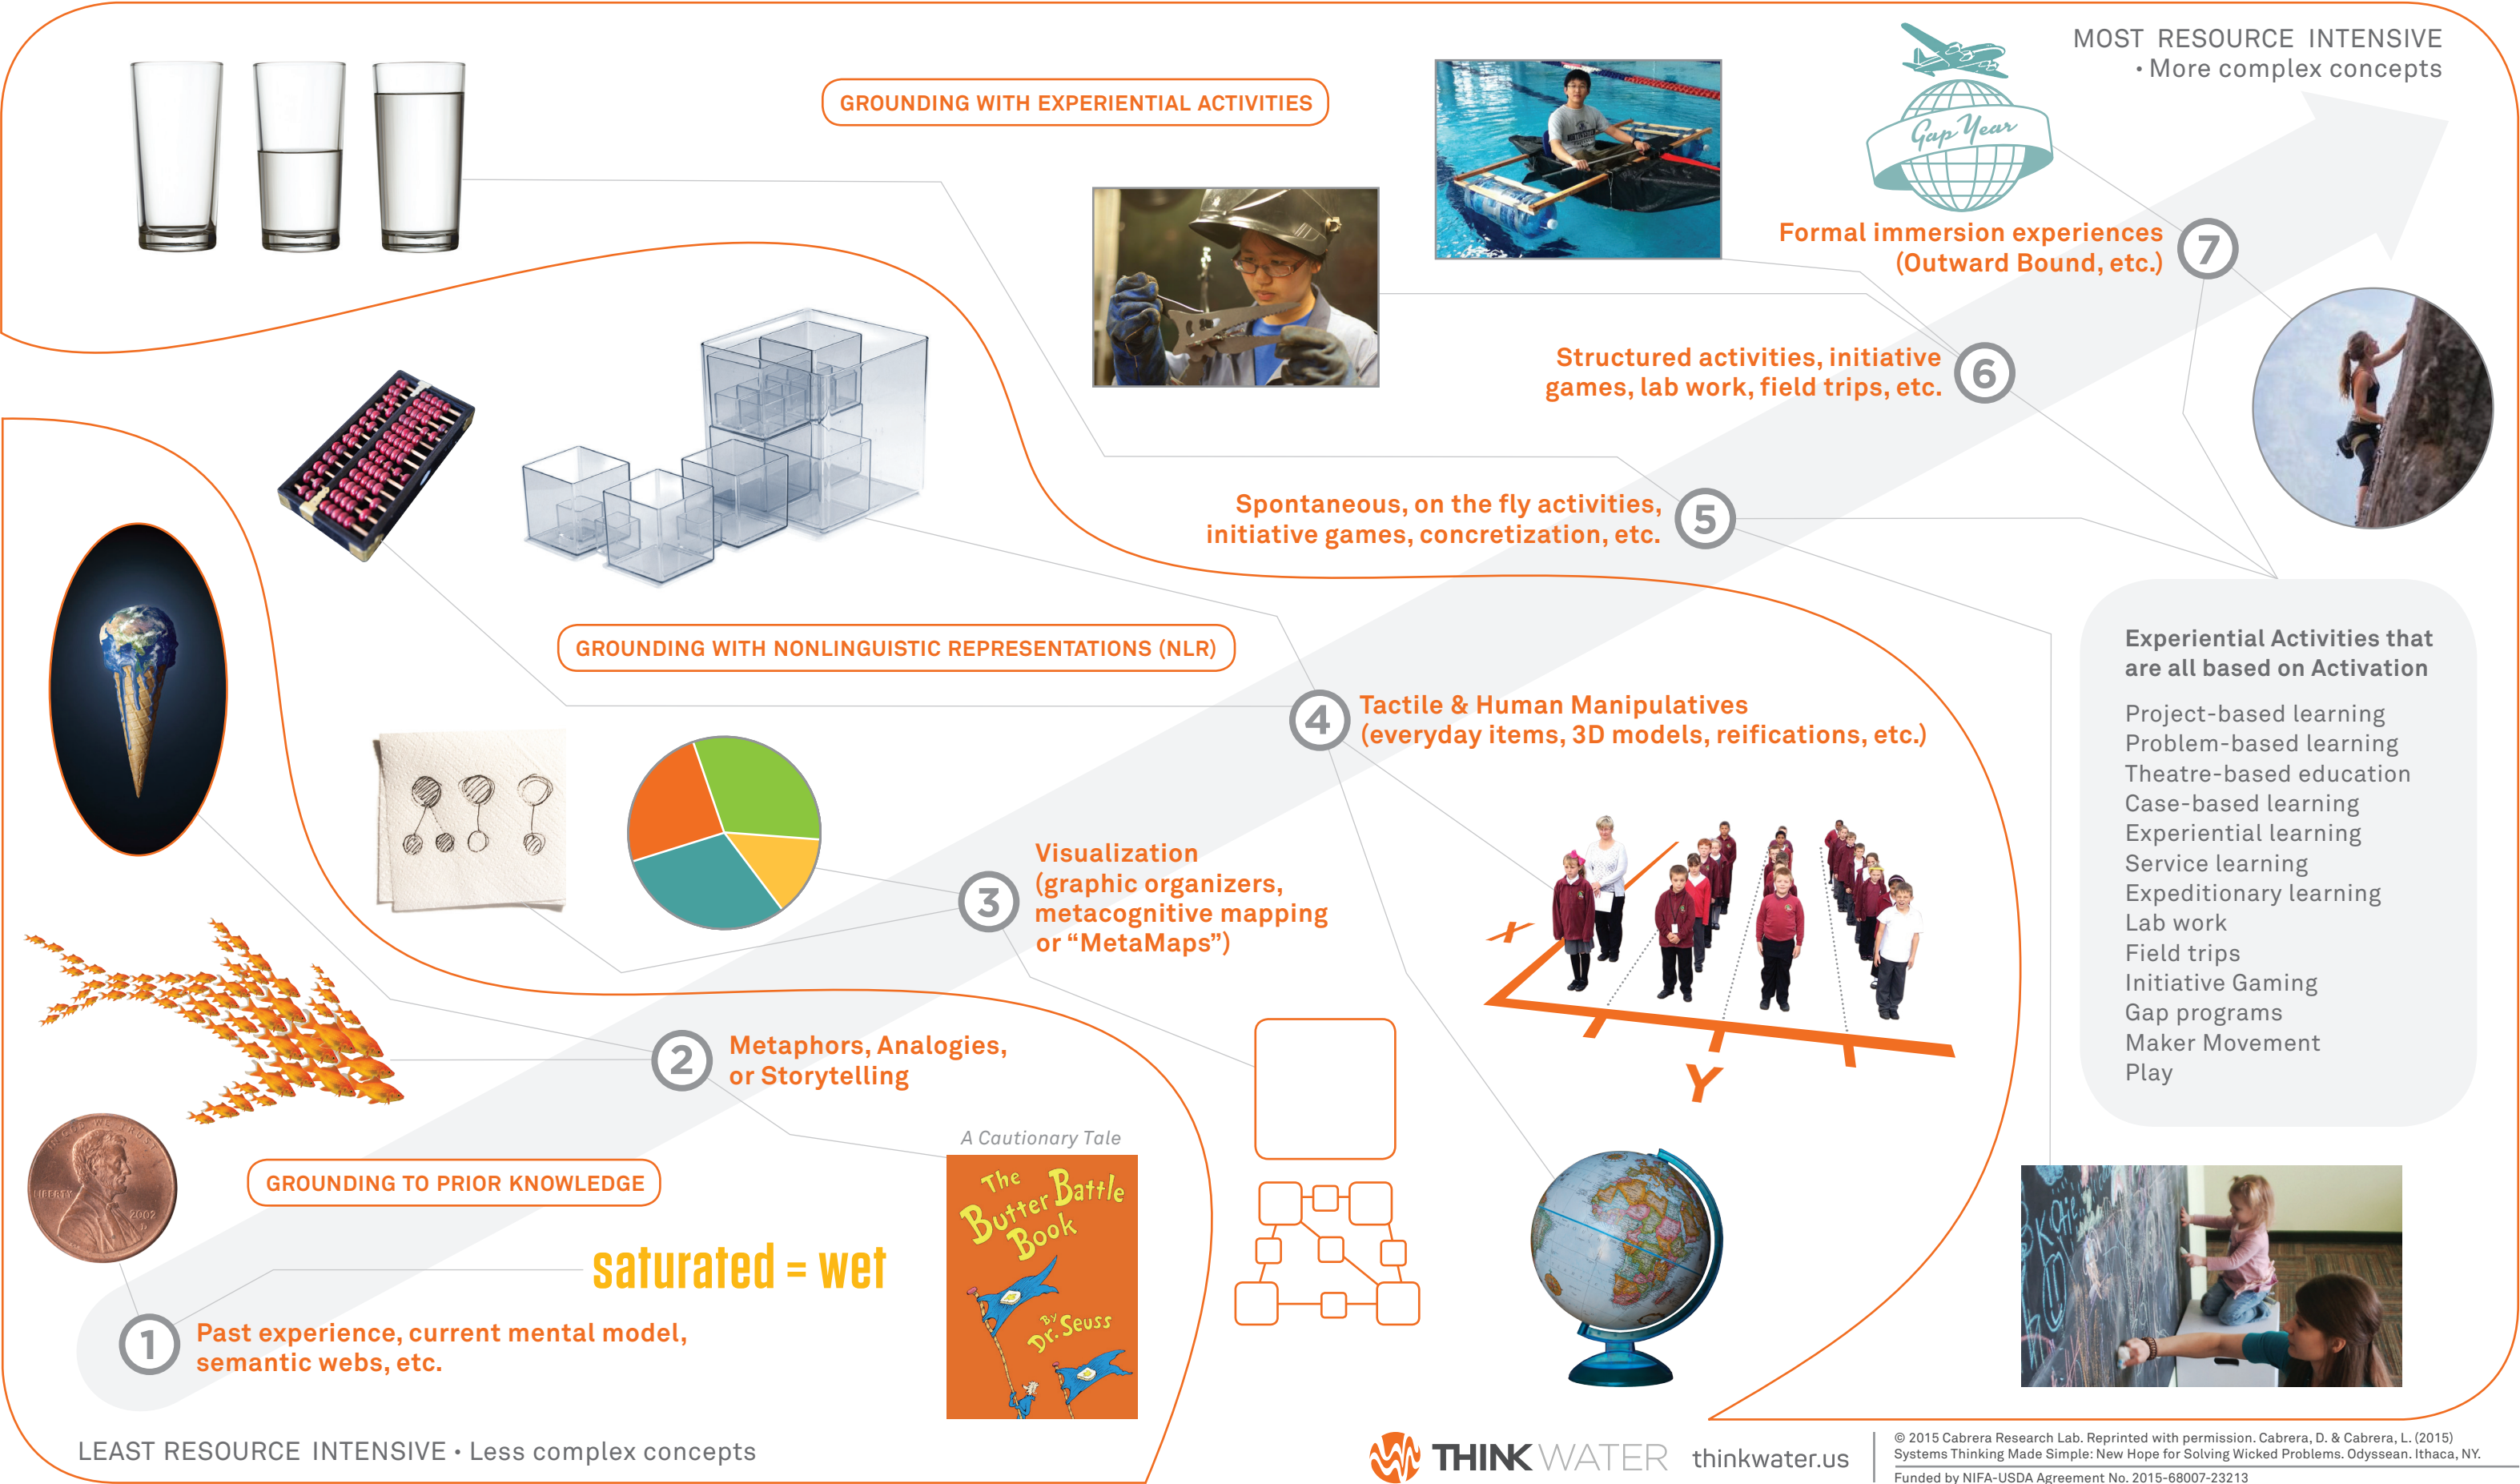 MOST RESOURCE INTENSIVE
• More complex concepts
GROUNDING WITH EXPERIENTIAL ACTIVITIES
Gap Year
Formal immersion experiences
(Outward Bound, etc.)
7
Structured activities, initiative
games, lab work, field trips, etc.
6
Spontaneous, on the fly activities,
initiative games, concretization, etc.
5
GROUNDING WITH NONLINGUISTIC REPRESENTATIONS (NLR)
4
Tactile & Human Manipulatives
(everyday items, 3D models, reifications, etc.)
X
Y
3
Visualization
(graphic organizers,
metacognitive mapping
or “MetaMaps”)
Experiential Activities that
are all based on Activation
Project-based learning
Problem-based learning
Theatre-based education
Case-based learning
Experiential learning
Service learning
Expeditionary learning
Lab work
Field trips
Initiative Gaming
Gap programs
Maker Movement
Play
2
Metaphors, Analogies,
or Storytelling
A Cautionary Tale
The
Butter Battle
Book
By
Dr. Seuss
GROUNDING TO PRIOR KNOWLEDGE
LIBERTY
2002
D
saturated = wet
1
Past experience, current mental model,
semantic webs, etc.
Katie
LEAST RESOURCE INTENSIVE • Less complex concepts
THINK WATER
thinkwater.us
© 2015 Cabrera Research Lab. Reprinted with permission. Cabrera, D. & Cabrera, L. (2015)
Systems Thinking Made Simple: New Hope for Solving Wicked Problems. Odyssean. Ithaca, NY.
Funded by NIFA-USDA Agreement No. 2015-68007-23213